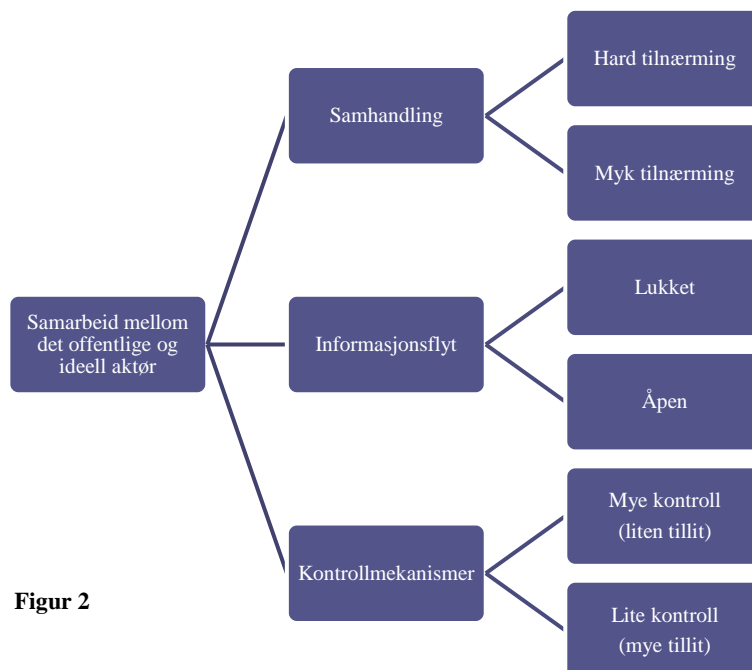 Samarbeid mellom
det offentlige og
ideell aktør
Samhandling
Hard tilnærming
Myk tilnærming
Informasjonsflyt
Lukket
Åpen
Kontrollmekanismer
Mye kontroll
(liten tillit)
Lite kontroll
(mye tillit)
Figur 2